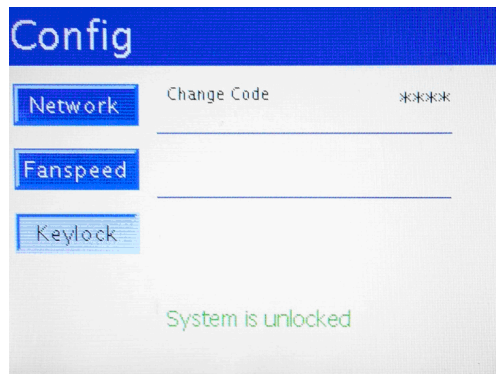 Config
Network
Change Code ****
Fanspeed
Keylock
System is unlocked